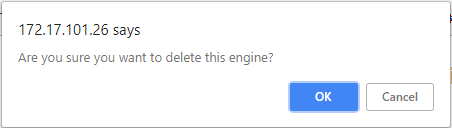 172.17.101.26 says
Are you sure you want to delete this engine?
OK Cancel